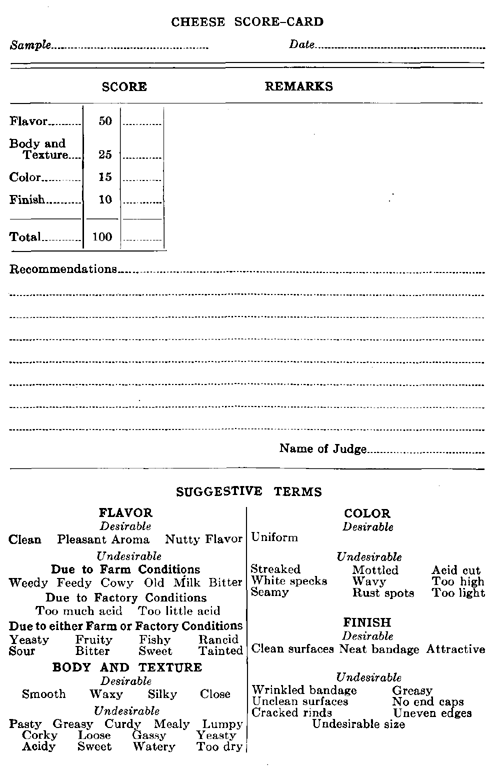 CHEESE SCORE-CARD
Sample........................................ Date........................................
SCORE REMARKS
Flavor.......... 50 ..........
Body and
Texture.... 25 ..........
Color.......... 15 ..........
Finish.......... 10 ..........
Total.......... 100 ..........
Recommendations........................................
Name of Judge..............................
SUGGESTIVE TERMS
FLAVOR
Desirable
Clean Pleasant Aroma Nutty Flavor
Undesirable
Due to Farm Conditions
Weedy Feedy Cowy Old Milk Bitter
Due to Factory Conditions
Too much acid Too little acid
Due to either Farm or Factory Conditions
Yeasty Fruity Fishy Rancid
Sour Bitter Sweet Tainted
BODY AND TEXTURE
Desirable
Smooth Waxy Silky Close
Undesirable
Pasty Greasy Curdy Mealy Lumpy
Corky Loose Gassy Yeasty
Acidy Sweet Watery Too dry
COLOR
Desirable
Uniform
Undesirable
Streaked Mottled Acid cut
White specks Wavy Too high
Seamy Rust spots Too light
FINISH
Desirable
Clean surfaces Neat bandage Attractive
Undesirable
Wrinkled bandage Greasy
Unclean surfaces No end caps
Cracked rinds Uneven edges
Undesirable size